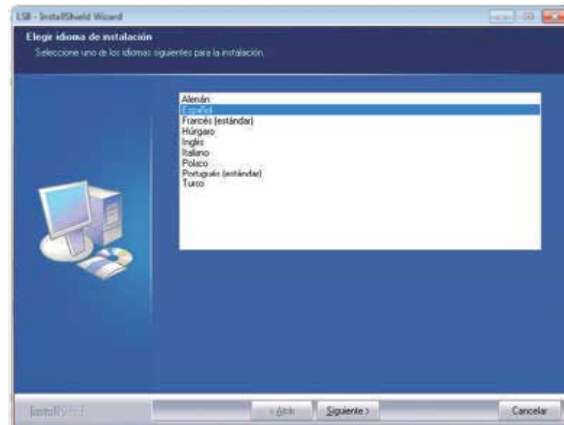 LSB - InstallShield Wizard
Elegir idioma de instalación
Seleccione uno de los idiomas siguientes para la instalación.
Alemán
Español
Francés (estándar)
Húngaro
Inglés
Italiano
Polaco
Portugués (estándar)
Turco
InstallShield
< Atrás
Siguiente >
Cancelar